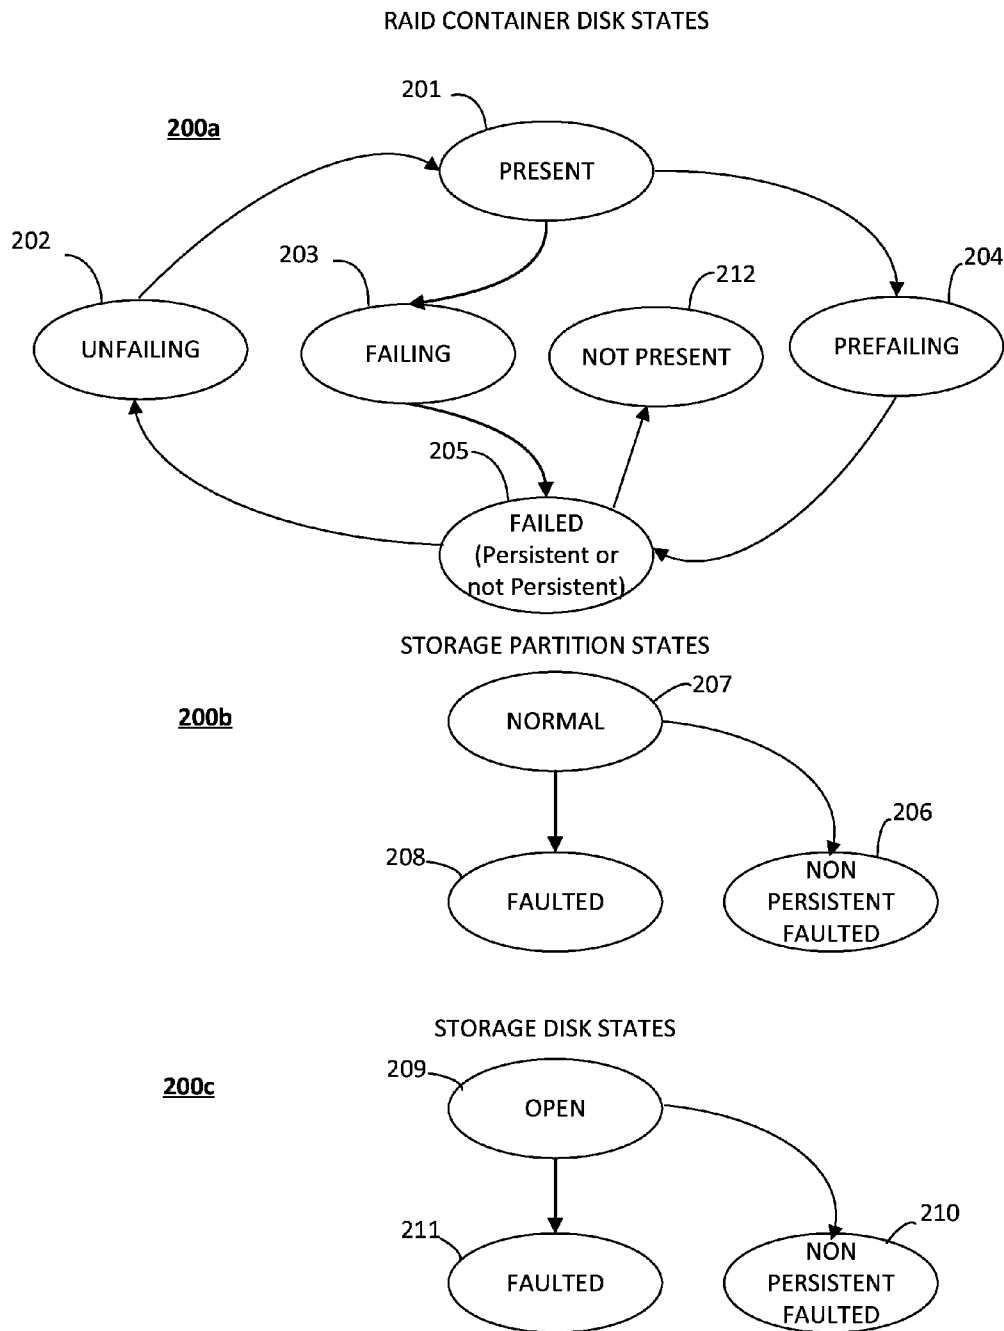 RAID CONTAINER DISK STATES
201
200a
PRESENT
202
203
212
204
UNFAILING
FAILING
NOT PRESENT
PREFAILING
205
FAILED
(Persistent or
not Persistent)
STORAGE PARTITION STATES
207
200b
NORMAL
206
208
FAULTED
NON
PERSISTENT
FAULTED
STORAGE DISK STATES
209
200c
OPEN
211
210
FAULTED
NON
PERSISTENT
FAULTED